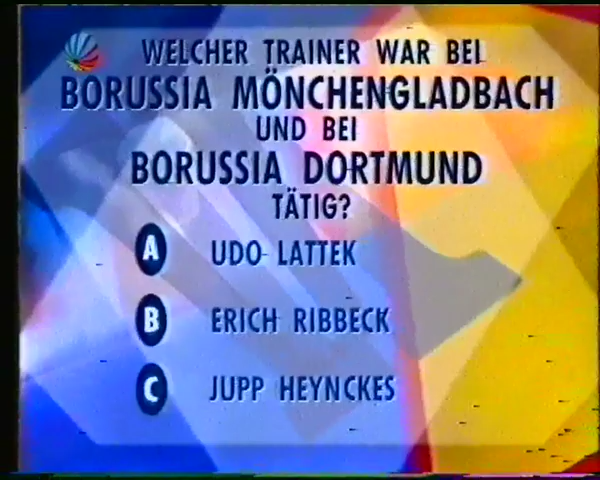 WELCHER TRAINER WAR BEI
BORUSSIA MÖNCHENGLADBACH
UND BEI
BORUSSIA DORTMUND
TÄTIG?
A UDO LATTEK
B ERICH RIBBECK
C JUPP HEYNCKES